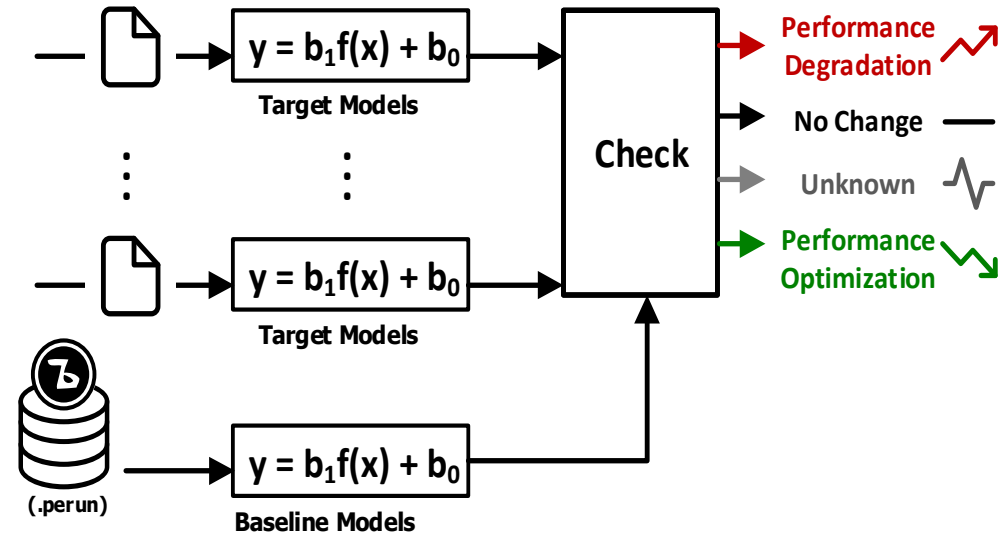 y = b₁f(x) + b₀
Target Models
⋮
⋮
y = b₁f(x) + b₀
Target Models
(.perun)
y = b₁f(x) + b₀
Baseline Models
Check
Performance
Degradation
No Change
Unknown
Performance
Optimization